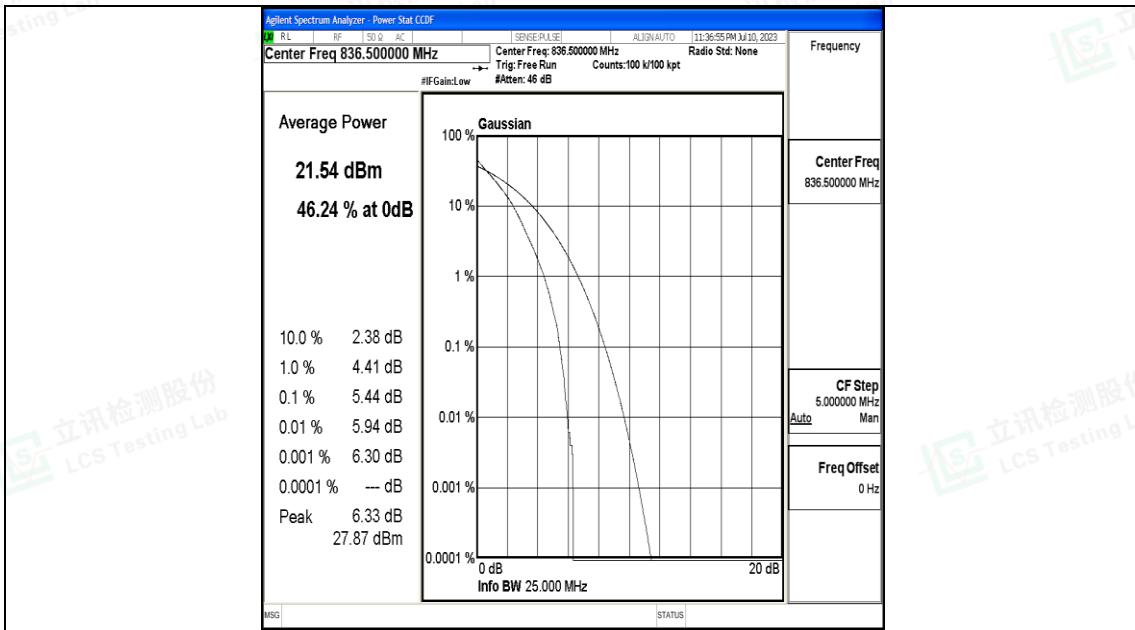 Agilent Spectrum Analyzer - Power Stat CCDF
RL RF 50 Ω AC SENSE:PULSE ALIGN AUTO 11:36:55 PM Jul 10, 2023
Center Freq 836.500000 MHz
Center Freq: 836.500000 MHz
Radio Std: None
Trig: Free Run Counts:100 k/100 kpt
#IFGain:Low
#Atten: 46 dB
Frequency
Average Power
21.54 dBm
46.24 % at 0dB
10.0 % 2.38 dB
1.0 % 4.41 dB
0.1 % 5.44 dB
0.01 % 5.94 dB
0.001 % 6.30 dB
0.0001 % --- dB
Peak 6.33 dB
27.87 dBm
Gaussian
100 %
10 %
1 %
0.1 %
0.01 %
0.001 %
0.0001 %
0 dB 20 dB
Info BW 25.000 MHz
Center Freq
836.500000 MHz
CF Step
5.000000 MHz
Auto Man
Freq Offset
0 Hz
MSG STATUS
立讯检测股份
LCS Testing Lab
立讯检测股份
LCS Testing L